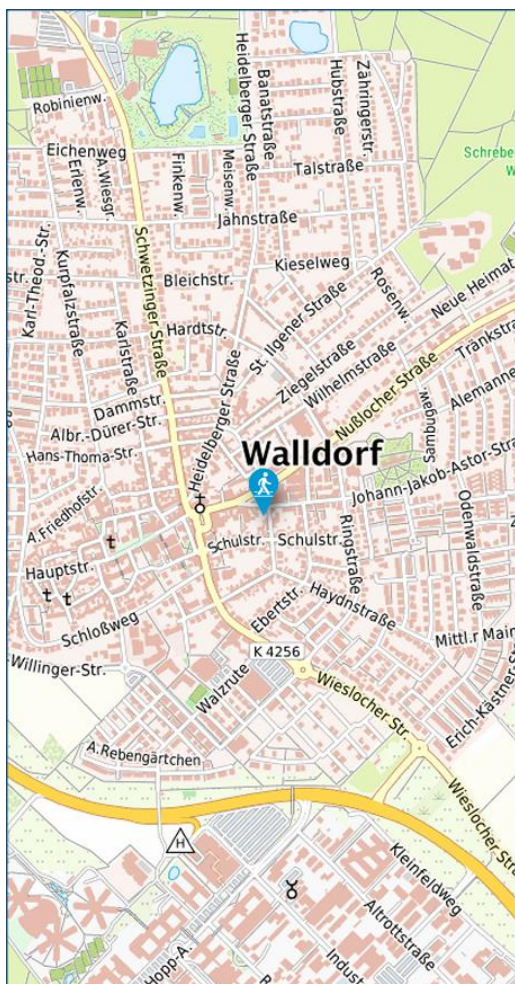 Robinienw.
Eichenweg
Erlenw.
A.Wiesgr.
Finkenw.
Meisenw.
Heidelberger Straße
Banatstraße
Hubstraße
Zähringerstr.
Talstraße
Schrebe
W
Jahnstraße
Schwetzinger Straße
Karl-Theod.-Str.
Kurpfalzstraße
Karlstraße
Bleichstr.
Kieselweg
Rosenw.
Neue Heimat
Hardtstr.
St. Ilgener Straße
Ziegelstraße
Wilhelmstraße
Nußlocher Straße
Tränkstra
Alemanne
Sambugaw.
Dammstr.
Albr.-Dürer-Str.
Hans-Thoma-Str.
Heidelberger Straße
Walldorf
Johann-Jakob-Astor-Stra
A.Friedhofstr.
Hauptstr.
Schulstr.
Schulstr.
Ringstraße
Odenwaldstraße
Z
Schloßweg
Ebertstr.
Haydnstraße
Mittl.r Main
-Willinger-Str.
K 4256
Walzrute
Wieslocher Str.
Erich-Kästner-S
A.Rebengärtchen
Wieslocher Str
H
Kleinfeldweg
Altrottstraße
Hopp-A.
R
Indust